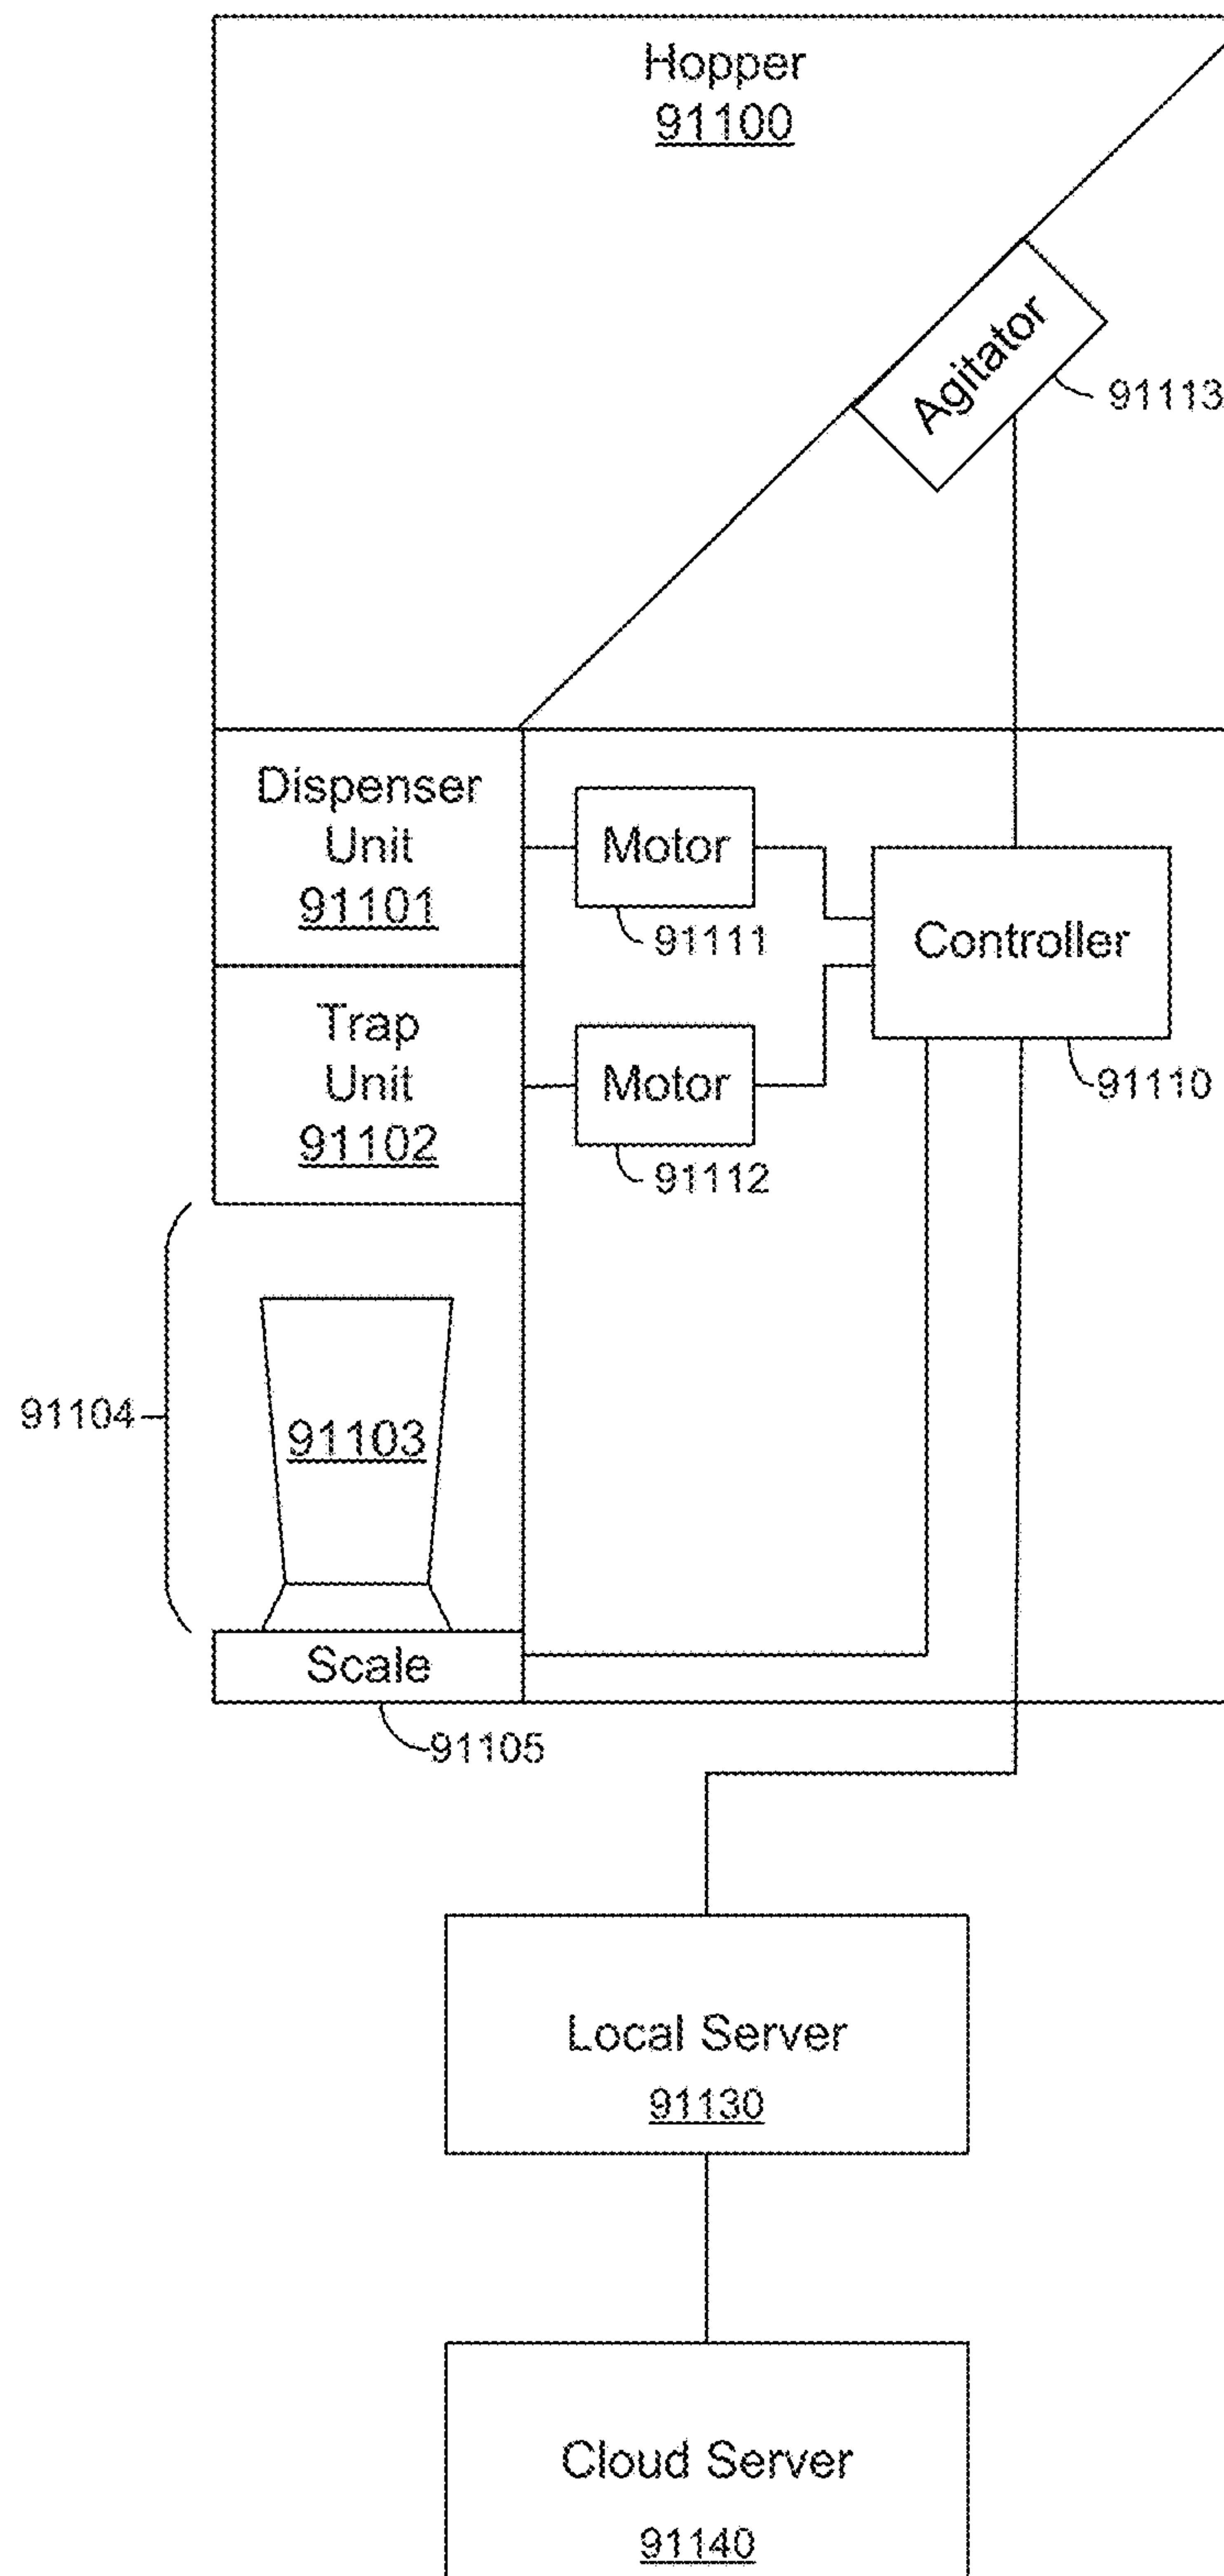 Hopper
91100
Agitator
91113
Dispenser
Unit
91101
Motor
91111
Controller
91110
Trap
Unit
91102
Motor
91112
91104
91103
Scale
91105
Local Server
91130
Cloud Server
91140